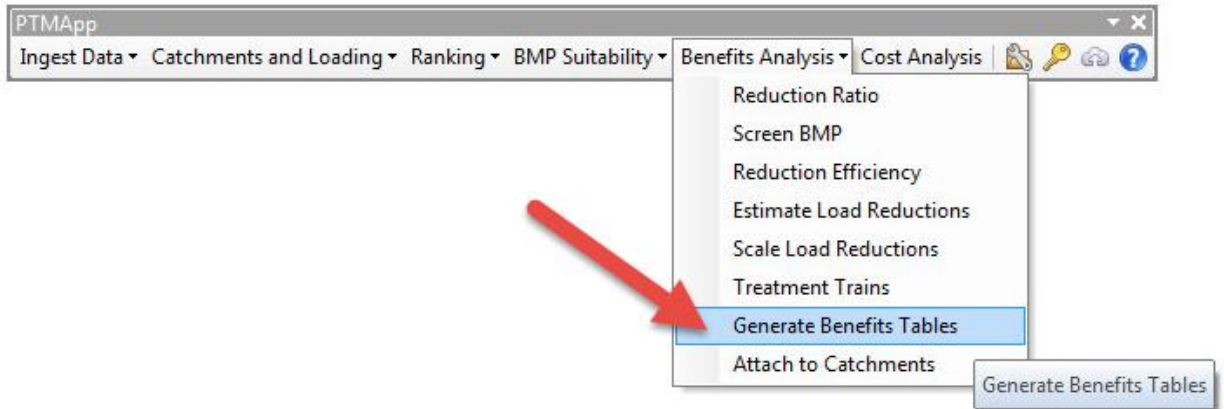 PTMApp
Ingest Data Catchments and Loading Ranking BMP Suitability Benefits Analysis Cost Analysis ?
Reduction Ratio
Screen BMP
Reduction Efficiency
Estimate Load Reductions
Scale Load Reductions
Treatment Trains
Generate Benefits Tables
Attach to Catchments
Generate Benefits Tables